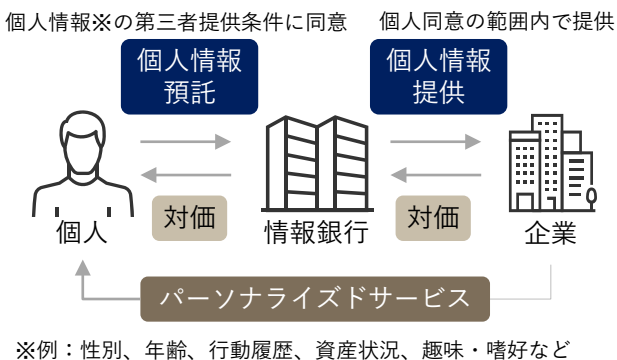 個人情報※の第三者提供条件に同意
個人同意の範囲内で提供
個人情報
預託
個人情報
提供
対価
対価
個人
情報銀行
企業
パーソナライズドサービス
※例：性別、年齢、行動履歴、資産状況、趣味・嗜好など